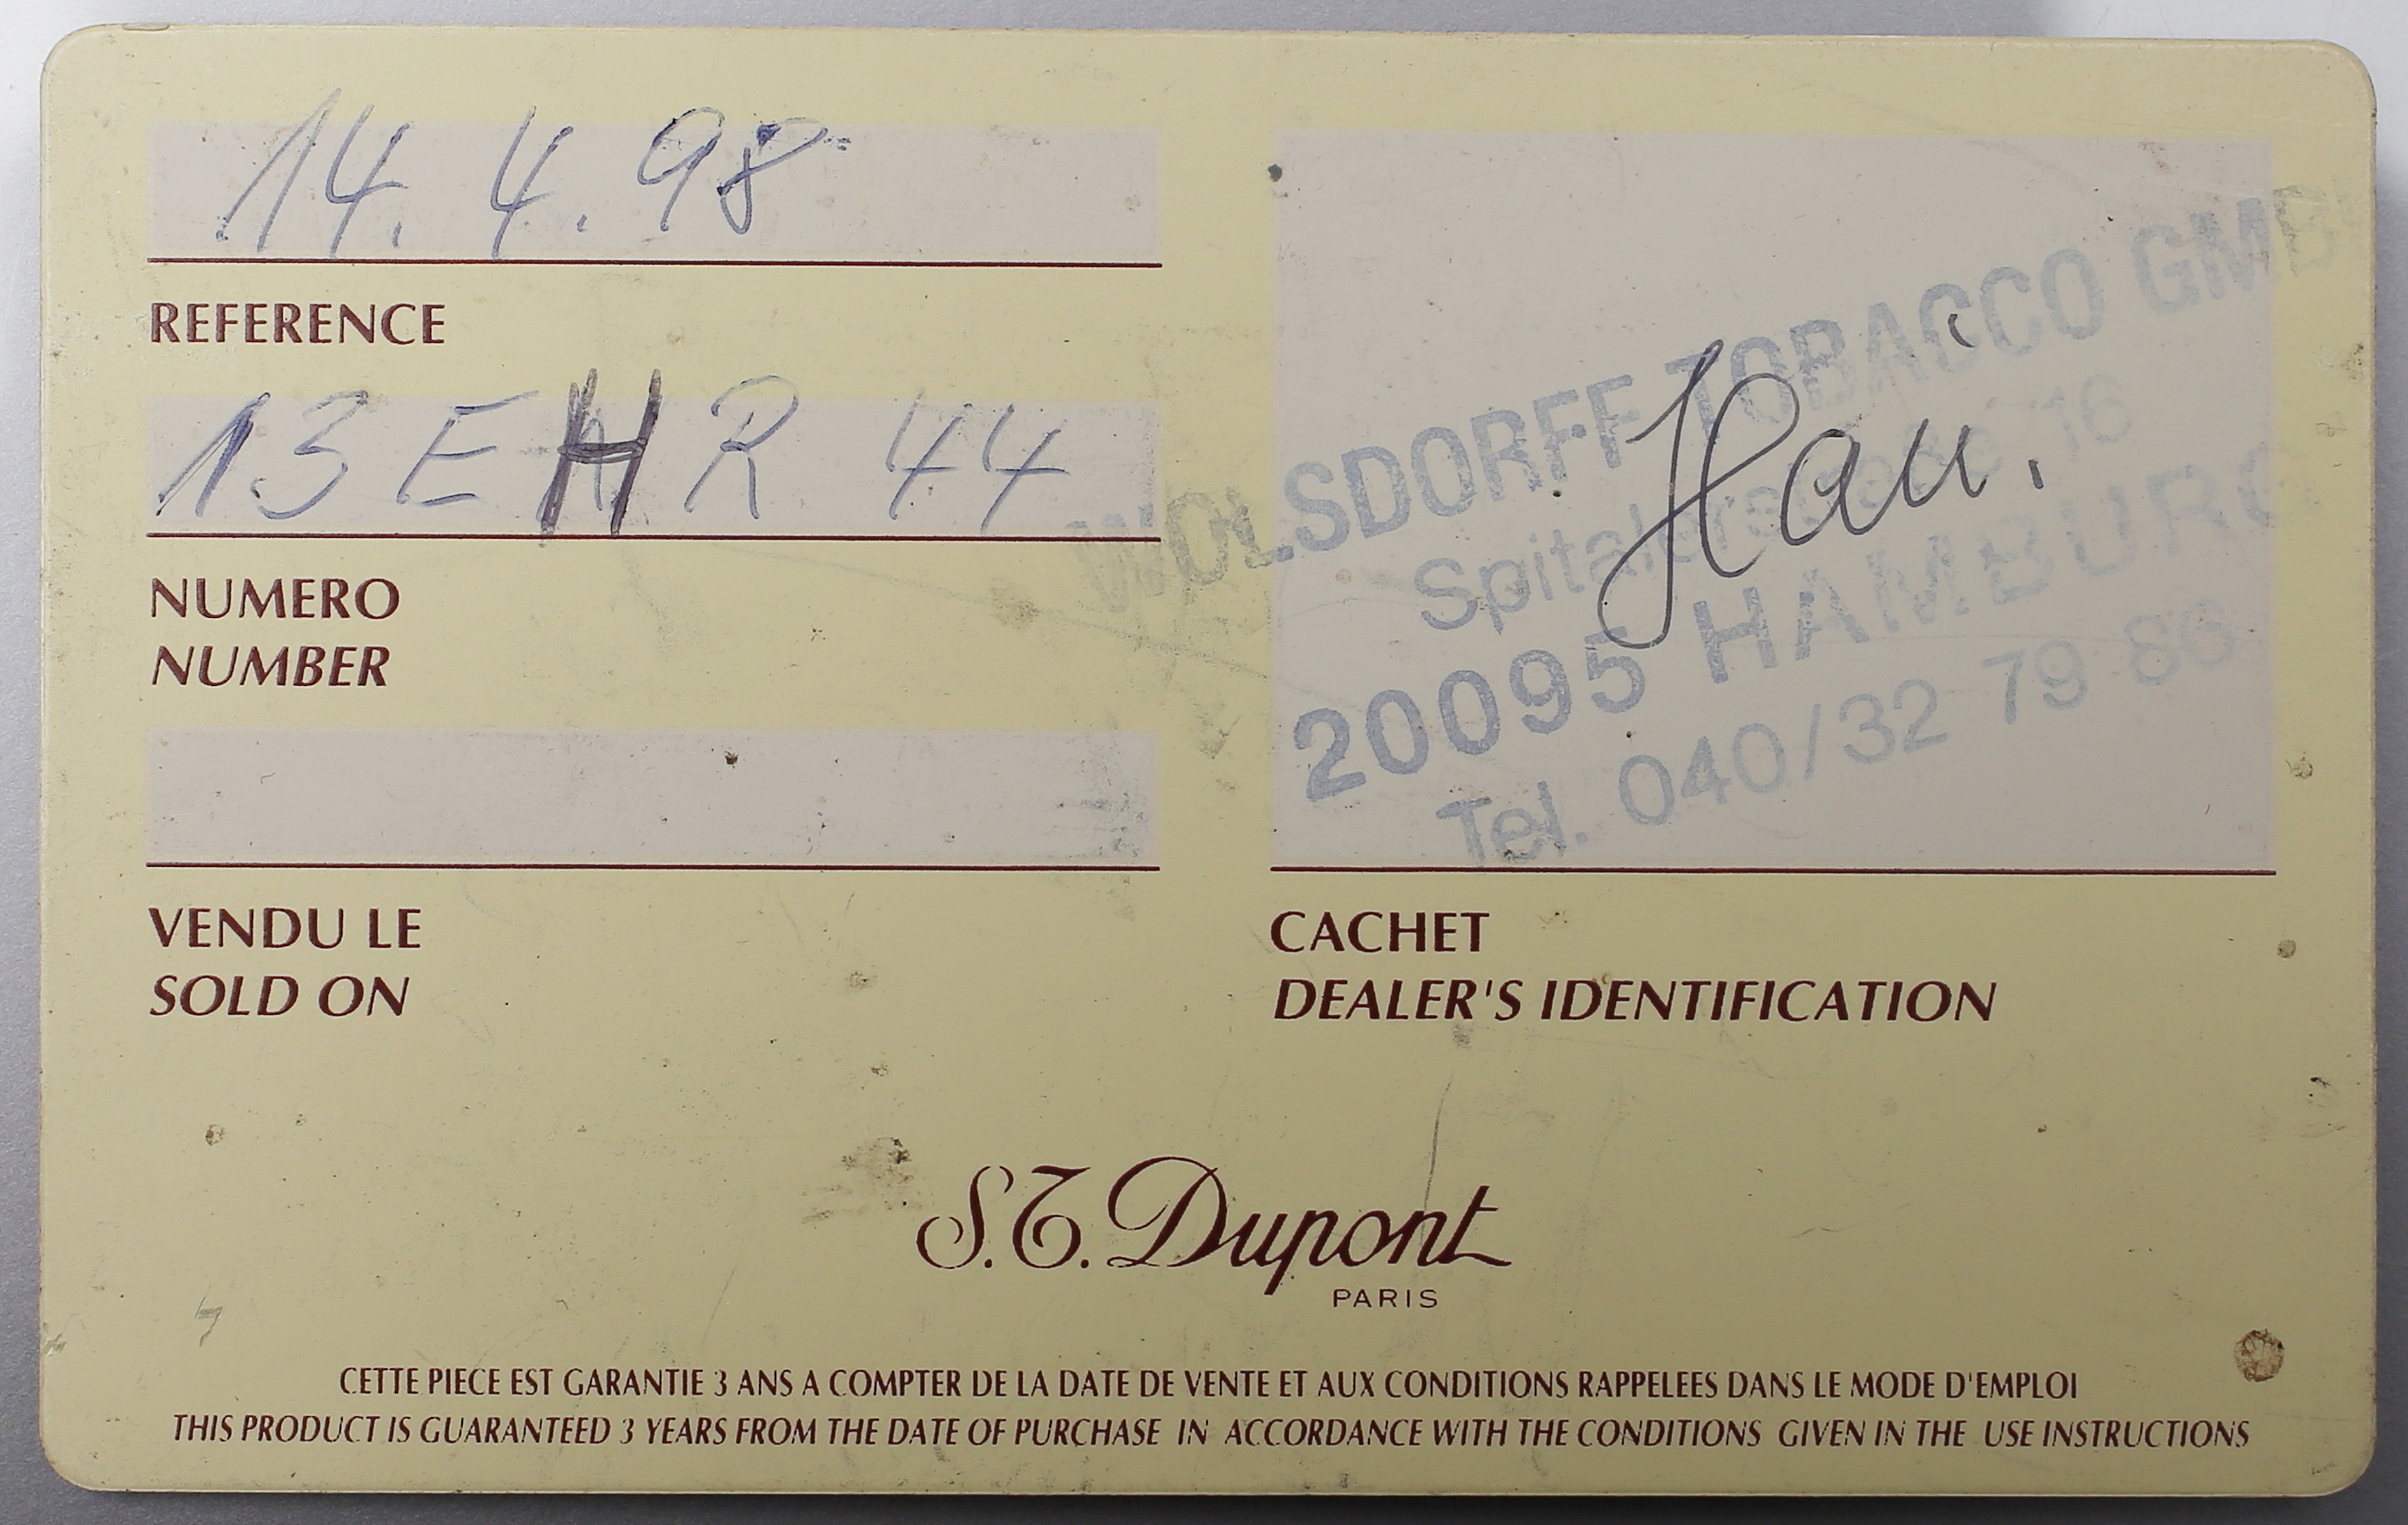 14.4.98
REFERENCE
13EHR 44
NUMERO
NUMBER
VENDU LE
SOLD ON
WOLSDORFF TOBACCO GMB
Spitalerstraße 16
20095 HAMBURG
Tel. 040/32 79 86
CACHET
DEALER'S IDENTIFICATION
S.T. Dupont
PARIS
CETTE PIECE EST GARANTIE 3 ANS A COMPTER DE LA DATE DE VENTE ET AUX CONDITIONS RAPPELEES DANS LE MODE D'EMPLOI
THIS PRODUCT IS GUARANTEED 3 YEARS FROM THE DATE OF PURCHASE IN ACCORDANCE WITH THE CONDITIONS GIVEN IN THE USE INSTRUCTIONS